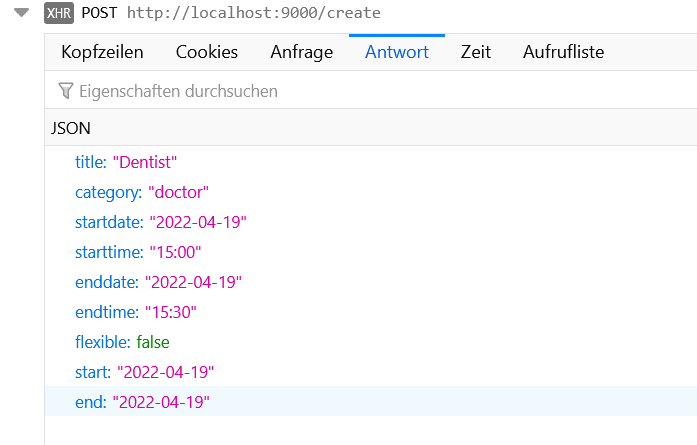 XHR POST http://localhost:9000/create
Kopfzeilen Cookies Anfrage Antwort Zeit Aufrufliste
Eigenschaften durchsuchen
JSON
title: "Dentist"
category: "doctor"
startdate: "2022-04-19"
starttime: "15:00"
enddate: "2022-04-19"
endtime: "15:30"
flexible: false
start: "2022-04-19"
end: "2022-04-19"